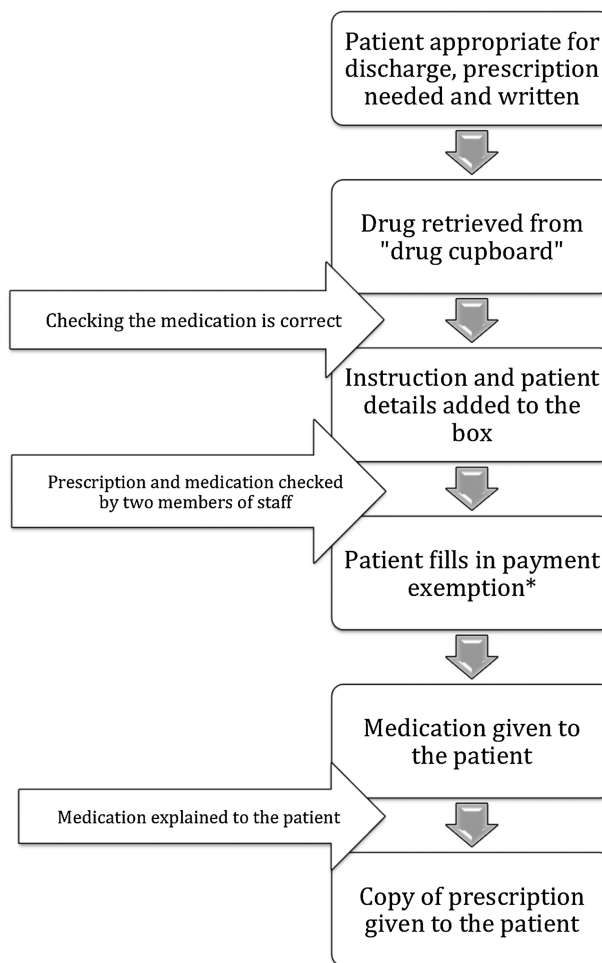 Patient appropriate for
discharge, prescription
needed and written
Drug retrieved from
"drug cupboard"
Checking the medication is correct
Instruction and patient
details added to the
box
Prescription and medication checked
by two members of staff
Patient fills in payment
exemption*
Medication given to
the patient
Medication explained to the patient
Copy of prescription
given to the patient